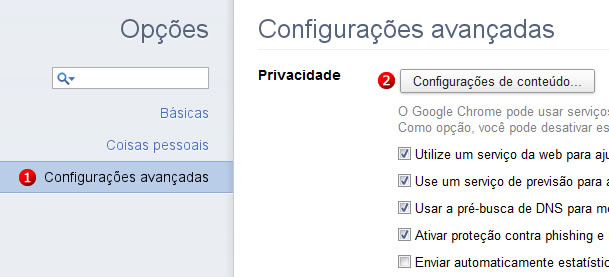 Opções
Básicas
Coisas pessoais
1 Configurações avançadas
Configurações avançadas
Privacidade
2 Configurações de conteúdo...
O Google Chrome pode usar serviços
Como opção, você pode desativar es
Utilize um serviço da web para aju
Use um serviço de previsão para a
Usar a pré-busca de DNS para me
Ativar proteção contra phishing e
Enviar automaticamente estatístic